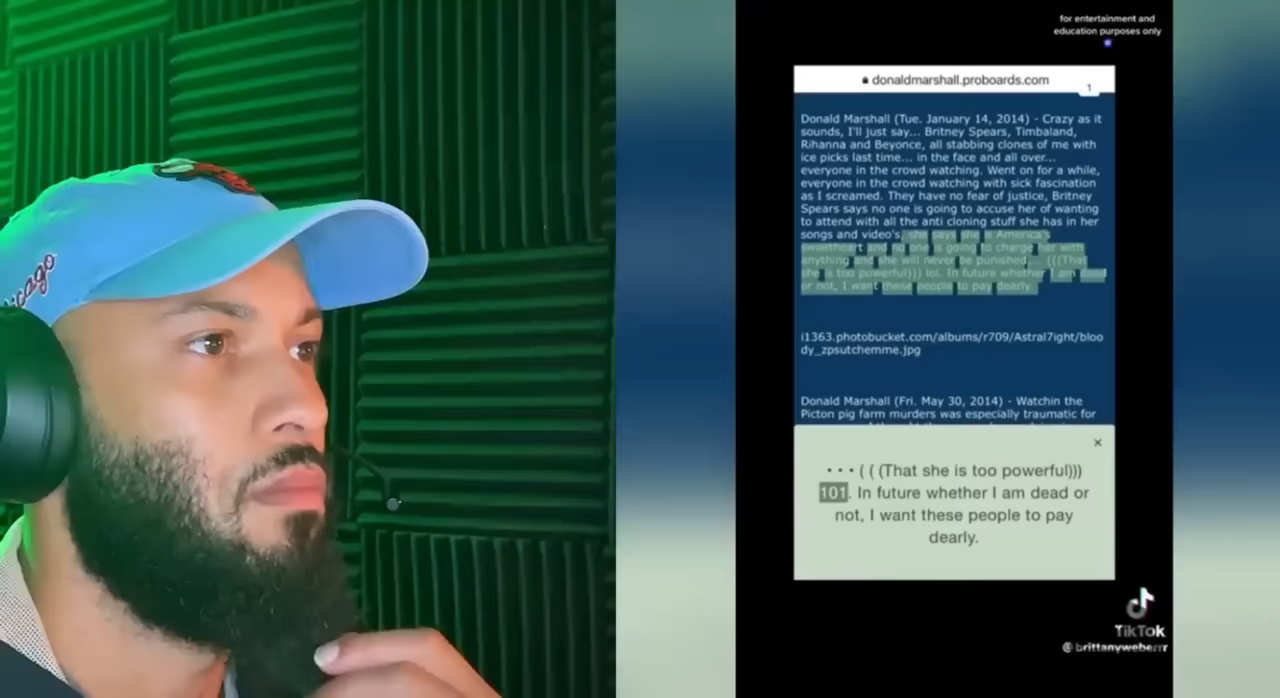 icago
for entertainment and
education purposes only
donaldmarshall.proboards.com
1
Donald Marshall (Tue. January 14, 2014) - Crazy as it
sounds, I'll just say... Britney Spears, Timbaland,
Rihanna and Beyonce, all stabbing clones of me with
ice picks last time... in the face and all over...
everyone in the crowd watching. Went on for a while,
everyone in the crowd watching with sick fascination
as I screamed. They have no fear of justice, Britney
Spears says no one is going to accuse her of wanting
to attend with all the anti cloning stuff she has in her
songs and video's, she says she is America's
sweetheart and no one is going to charge her with
anything and she will never be punished.... (((That
she is too powerful))) lol. In future whether I am dead
or not, I want these people to pay dearly.
i1363.photobucket.com/albums/r709/Astral7ight/bloo
dy_zpsutchemme.jpg
Donald Marshall (Fri. May 30, 2014) - Watchin the
Picton pig farm murders was especially traumatic for
×
• • • ( ( (That she is too powerful)))
101. In future whether I am dead or
not, I want these people to pay
dearly.
TikTok
@brittanyweberrr